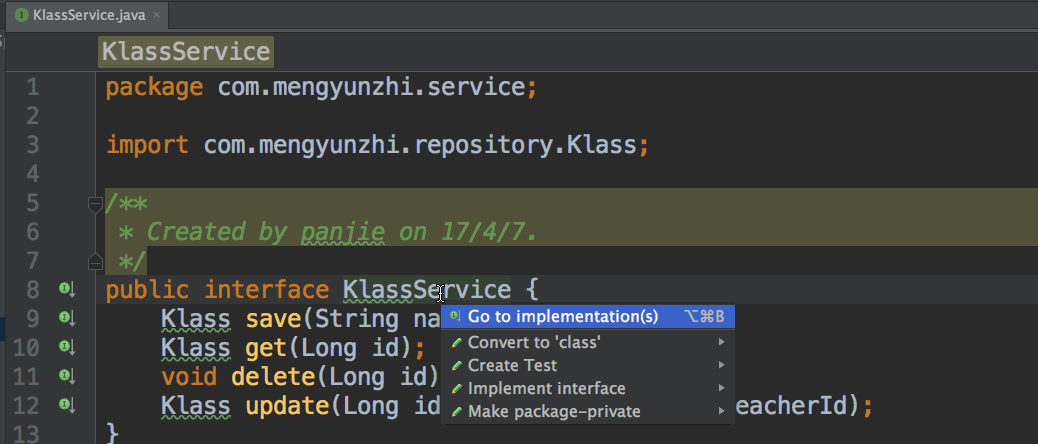 KlassService.java ×
KlassService
1 package com.mengyunzhi.service;
2
3 import com.mengyunzhi.repository.Klass;
4
5 /**
6 * Created by panjie on 17/4/7.
7 */
8 public interface KlassService {
9 Klass save(String na
Go to implementation(s) ⌥⌘B
10 Klass get(Long id);
Convert to 'class'
Create Test
11 void delete(Long id)
Implement interface
12 Klass update(Long id eacherId);
Make package-private
13 }